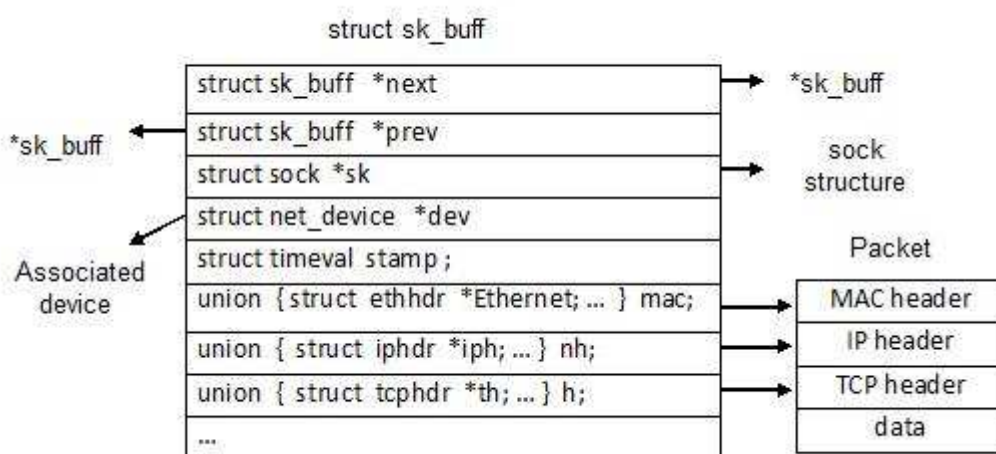 struct sk_buff
struct sk_buff *next
*sk_buff
*sk_buff
struct sk_buff *prev
struct sock *sk
sock
structure
struct net_device *dev
Associated
device
struct timeval stamp ;
Packet
union {struct ethhdr *Ethernet; ... } mac;
MAC header
union { struct iphdr *iph; ... } nh;
IP header
union { struct tcphdr *th; ... } h;
TCP header
data
...